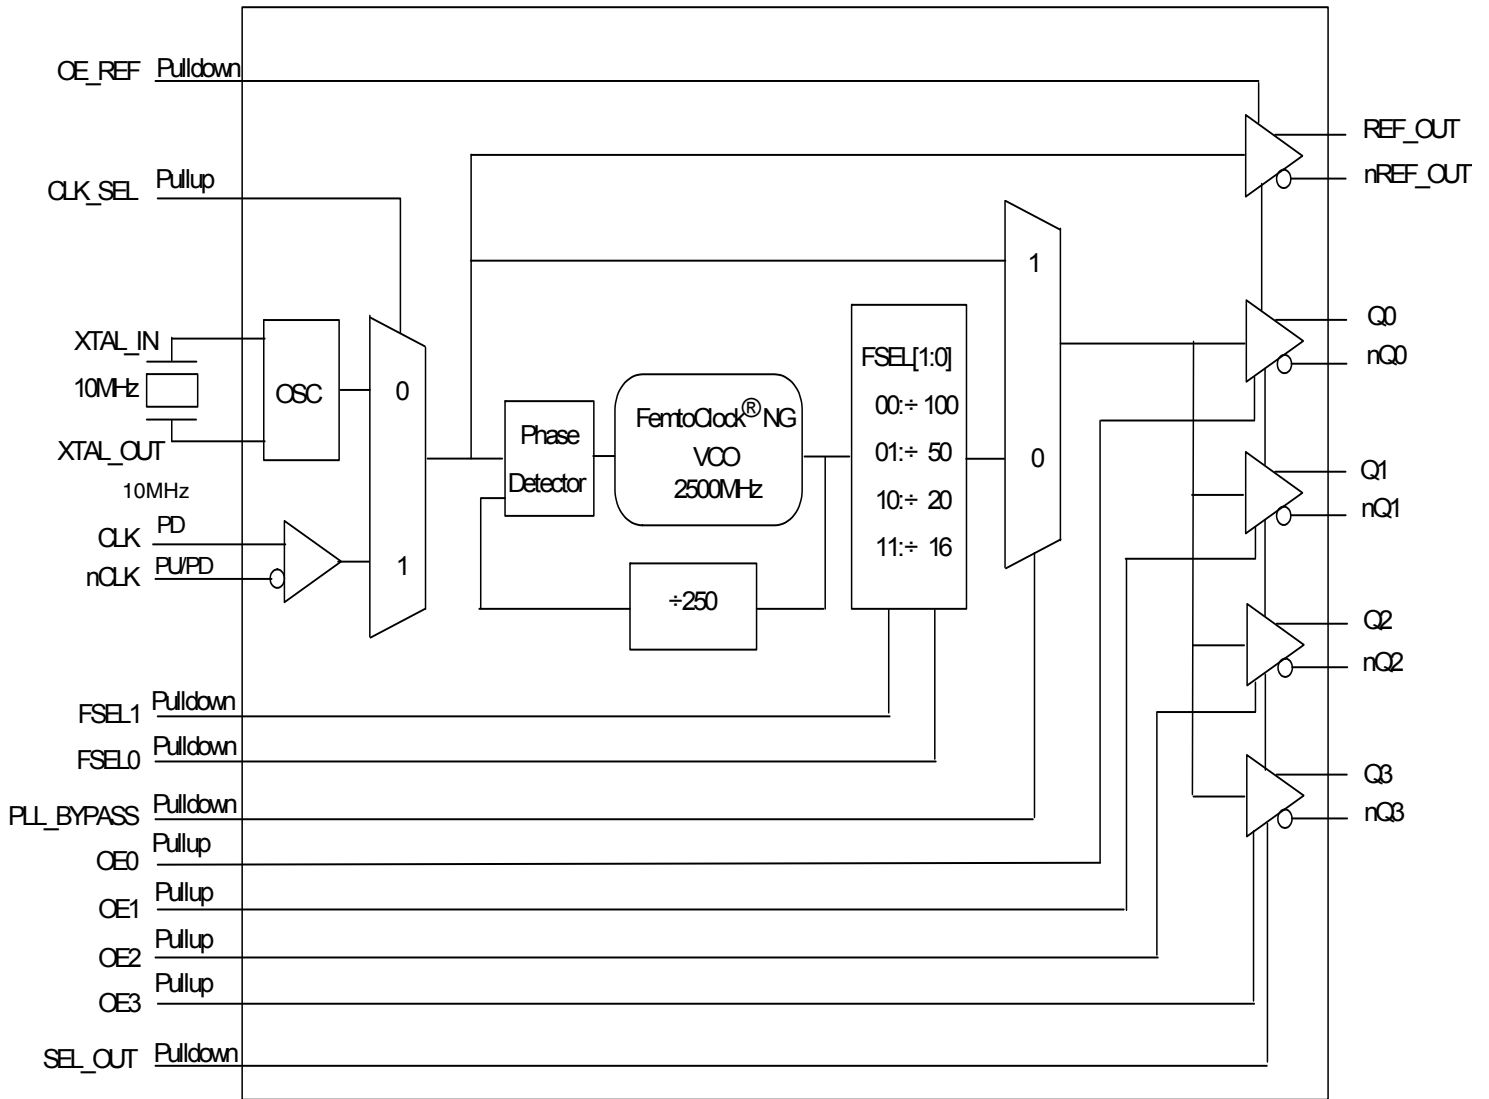 OE_REF Pulldown
CLK_SEL Pullup
REF_OUT
nREF_OUT
XTAL_IN
10MHz
XTAL_OUT
10MHz
OSC
CLK PD
nCLK PU/PD
0
1
Phase
Detector
FemtoClock® NG
VCO
2500MHz
÷250
FSEL[1:0]
00:÷ 100
01:÷ 50
10:÷ 20
11:÷ 16
1
0
Q0
nQ0
Q1
nQ1
Q2
nQ2
Q3
nQ3
FSEL1 Pulldown
FSEL0 Pulldown
PLL_BYPASS Pulldown
OE0 Pullup
OE1 Pullup
OE2 Pullup
OE3 Pullup
SEL_OUT Pulldown